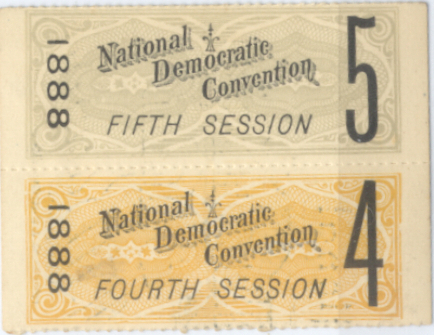 1888
National
Democratic
Convention,
FIFTH SESSION
5
1888
National
Democratic
Convention,
FOURTH SESSION
4